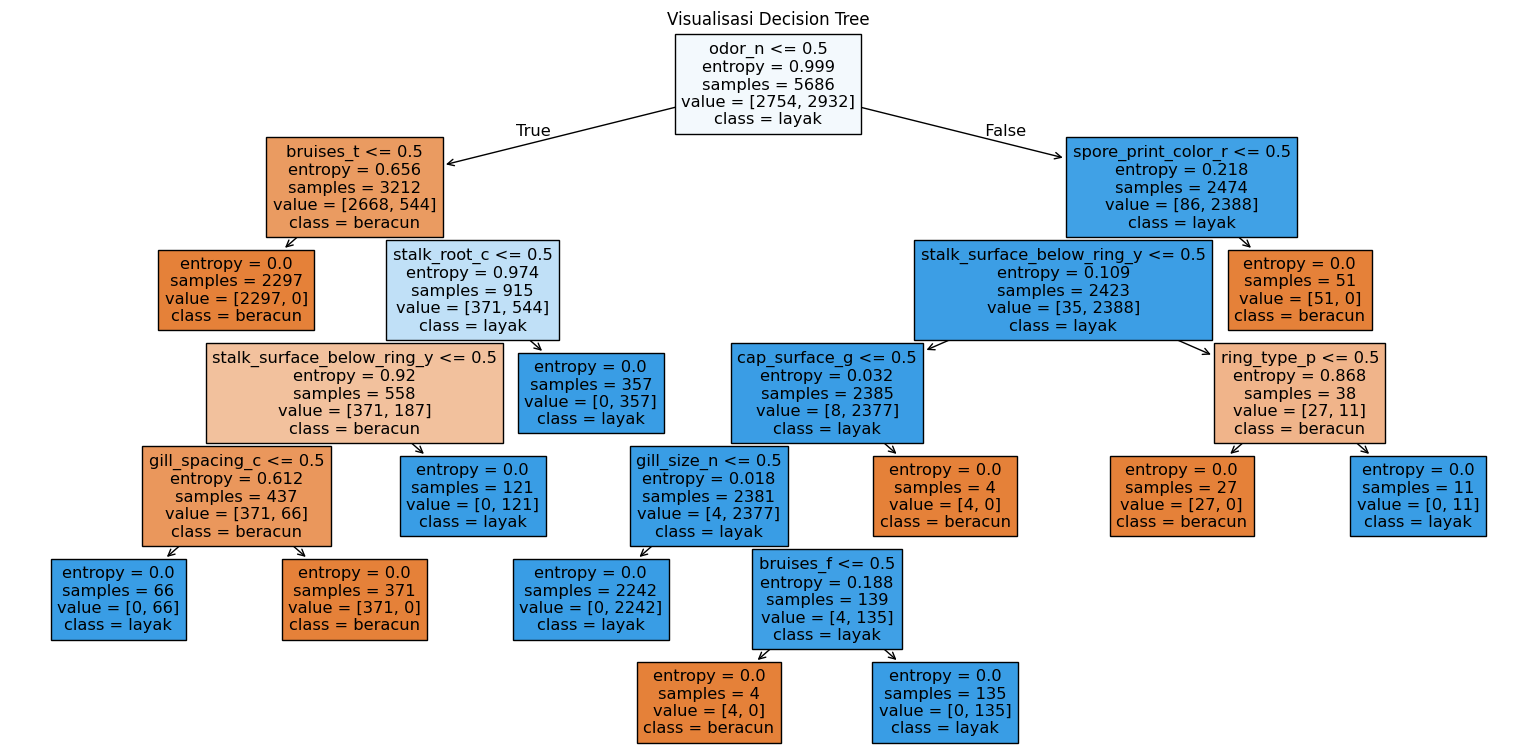 Visualisasi Decision Tree
odor_n <= 0.5
entropy = 0.999
samples = 5686
value = [2754, 2932]
class = layak
True
False
bruises_t <= 0.5
entropy = 0.656
samples = 3212
value = [2668, 544]
class = beracun
spore_print_color_r <= 0.5
entropy = 0.218
samples = 2474
value = [86, 2388]
class = layak
entropy = 0.0
samples = 2297
value = [2297, 0]
class = beracun
stalk_root_c <= 0.5
entropy = 0.974
samples = 915
value = [371, 544]
class = layak
stalk_surface_below_ring_y <= 0.5
entropy = 0.109
samples = 2423
value = [35, 2388]
class = layak
entropy = 0.0
samples = 51
value = [51, 0]
class = beracun
stalk_surface_below_ring_y <= 0.5
entropy = 0.92
samples = 558
value = [371, 187]
class = beracun
entropy = 0.0
samples = 357
value = [0, 357]
class = layak
cap_surface_g <= 0.5
entropy = 0.032
samples = 2385
value = [8, 2377]
class = layak
ring_type_p <= 0.5
entropy = 0.868
samples = 38
value = [27, 11]
class = beracun
gill_spacing_c <= 0.5
entropy = 0.612
samples = 437
value = [371, 66]
class = beracun
entropy = 0.0
samples = 121
value = [0, 121]
class = layak
gill_size_n <= 0.5
entropy = 0.018
samples = 2381
value = [4, 2377]
class = layak
entropy = 0.0
samples = 4
value = [4, 0]
class = beracun
entropy = 0.0
samples = 27
value = [27, 0]
class = beracun
entropy = 0.0
samples = 11
value = [0, 11]
class = layak
entropy = 0.0
samples = 66
value = [0, 66]
class = layak
entropy = 0.0
samples = 371
value = [371, 0]
class = beracun
entropy = 0.0
samples = 2242
value = [0, 2242]
class = layak
bruises_f <= 0.5
entropy = 0.188
samples = 139
value = [4, 135]
class = layak
entropy = 0.0
samples = 4
value = [4, 0]
class = beracun
entropy = 0.0
samples = 135
value = [0, 135]
class = layak